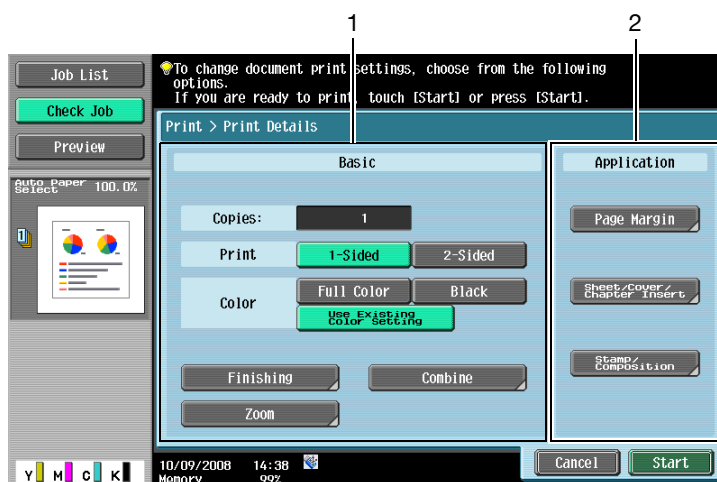 1
2
Job List
Check Job
Preview
To change document print settings, choose from the following
options.
If you are ready to print, touch [Start] or press [Start].
Print > Print Details
Auto Paper
Select
100.0%
1
Basic
Copies:
1
Print
1-Sided
2-Sided
Color
Full Color
Black
Use Existing
Color Setting
Finishing
Combine
Zoom
Application
Page Margin
Sheet/Cover/
Chapter Insert
Stamp/
Composition
Y M C K
10/09/2008 14:38
Memory 99%
Cancel
Start